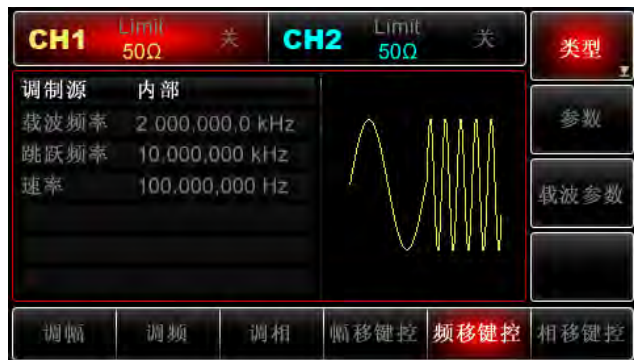 CH1 Limit 50Ω 关 CH2 Limit 50Ω 关
类型
调制源 内部
载波频率 2.000,000,0 kHz
跳跃频率 10.000,000 kHz
速率 100.000,000 Hz
参数
载波参数
调幅 调频 调相 幅移键控 频移键控 相移键控